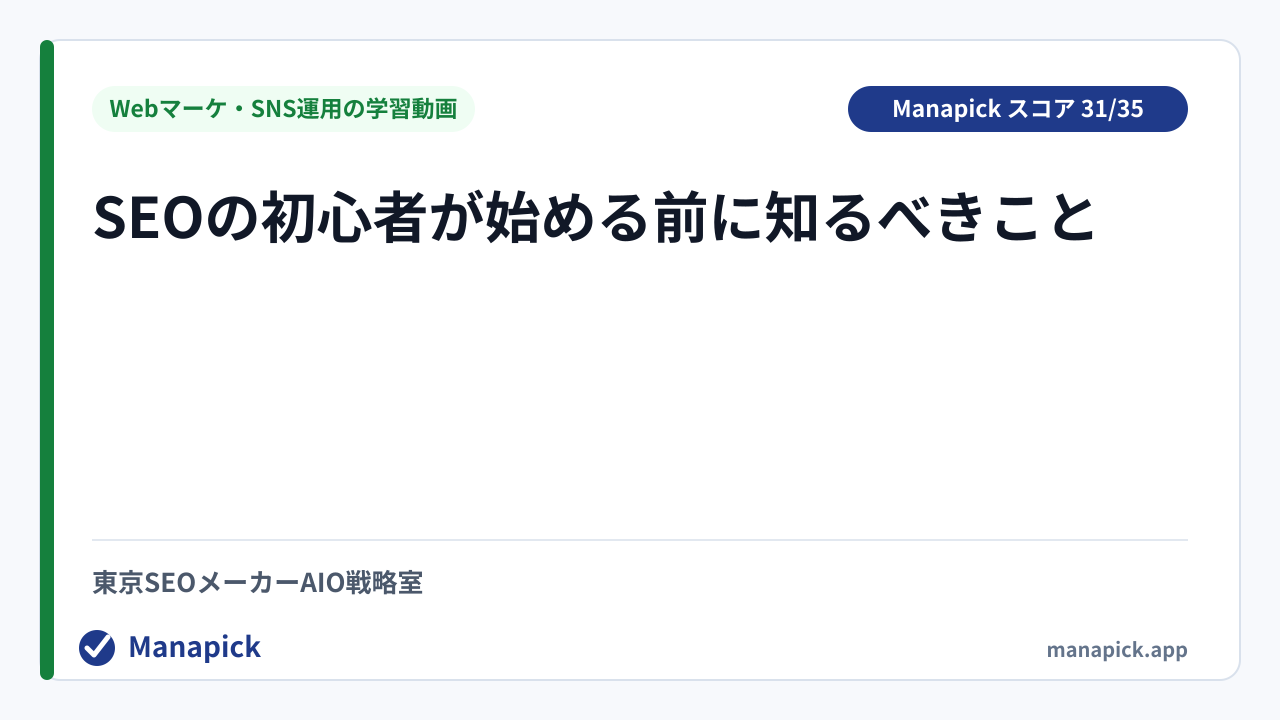 Webマーケ・SNS運用の学習動画
Manapick スコア 31/35
SEOの初心者が始める前に知るべきこと
東京SEOメーカーAIO戦略室
Manapick
manapick.app